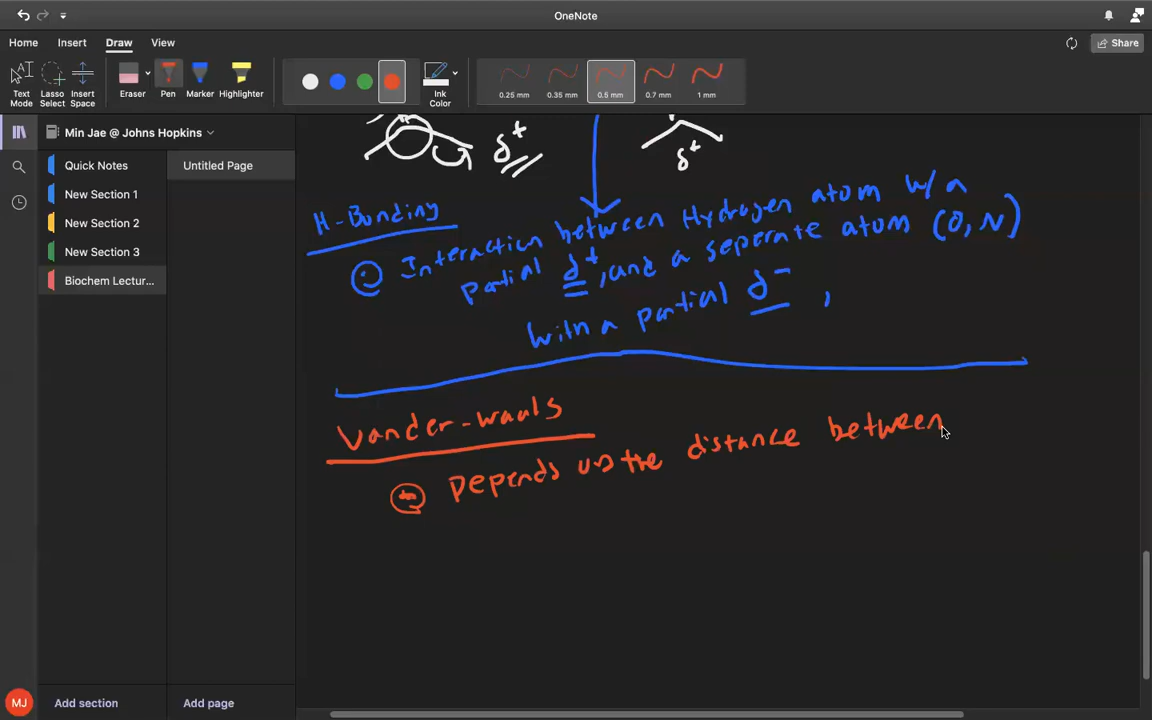 OneNote
Home Insert Draw View
Share
Text Mode
Lasso Select
Insert Space
Eraser
Pen
Marker
Highlighter
Ink Color
0.25 mm
0.35 mm
0.5 mm
0.7 mm
1 mm
Min Jae @ Johns Hopkins
Quick Notes
New Section 1
New Section 2
New Section 3
Biochem Lectur...
Untitled Page
δ+
δ+
H-Bonding
Interaction between Hydrogen atom w/ a
partial δ+, and a seperate atom (O, N)
with a partial δ- ,
Vander-waals
Depends the distance between
MJ
Add section
Add page